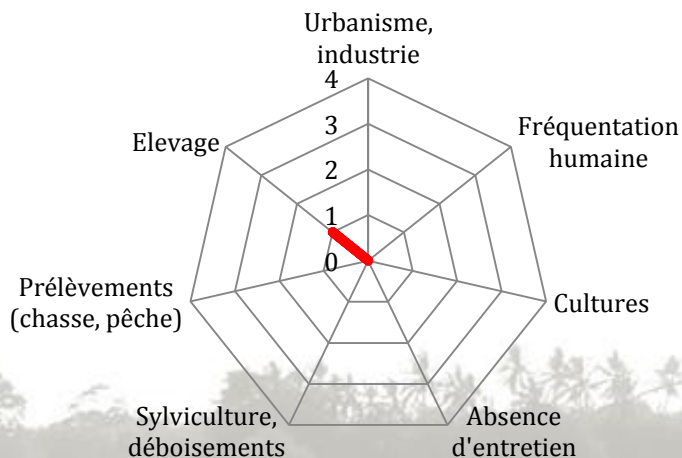 Urbanisme,
industrie
4
3
2
1
0
Fréquentation
humaine
Cultures
Absence
d'entretien
Sylviculture,
déboisements
Prélèvements
(chasse, pêche)
Elevage